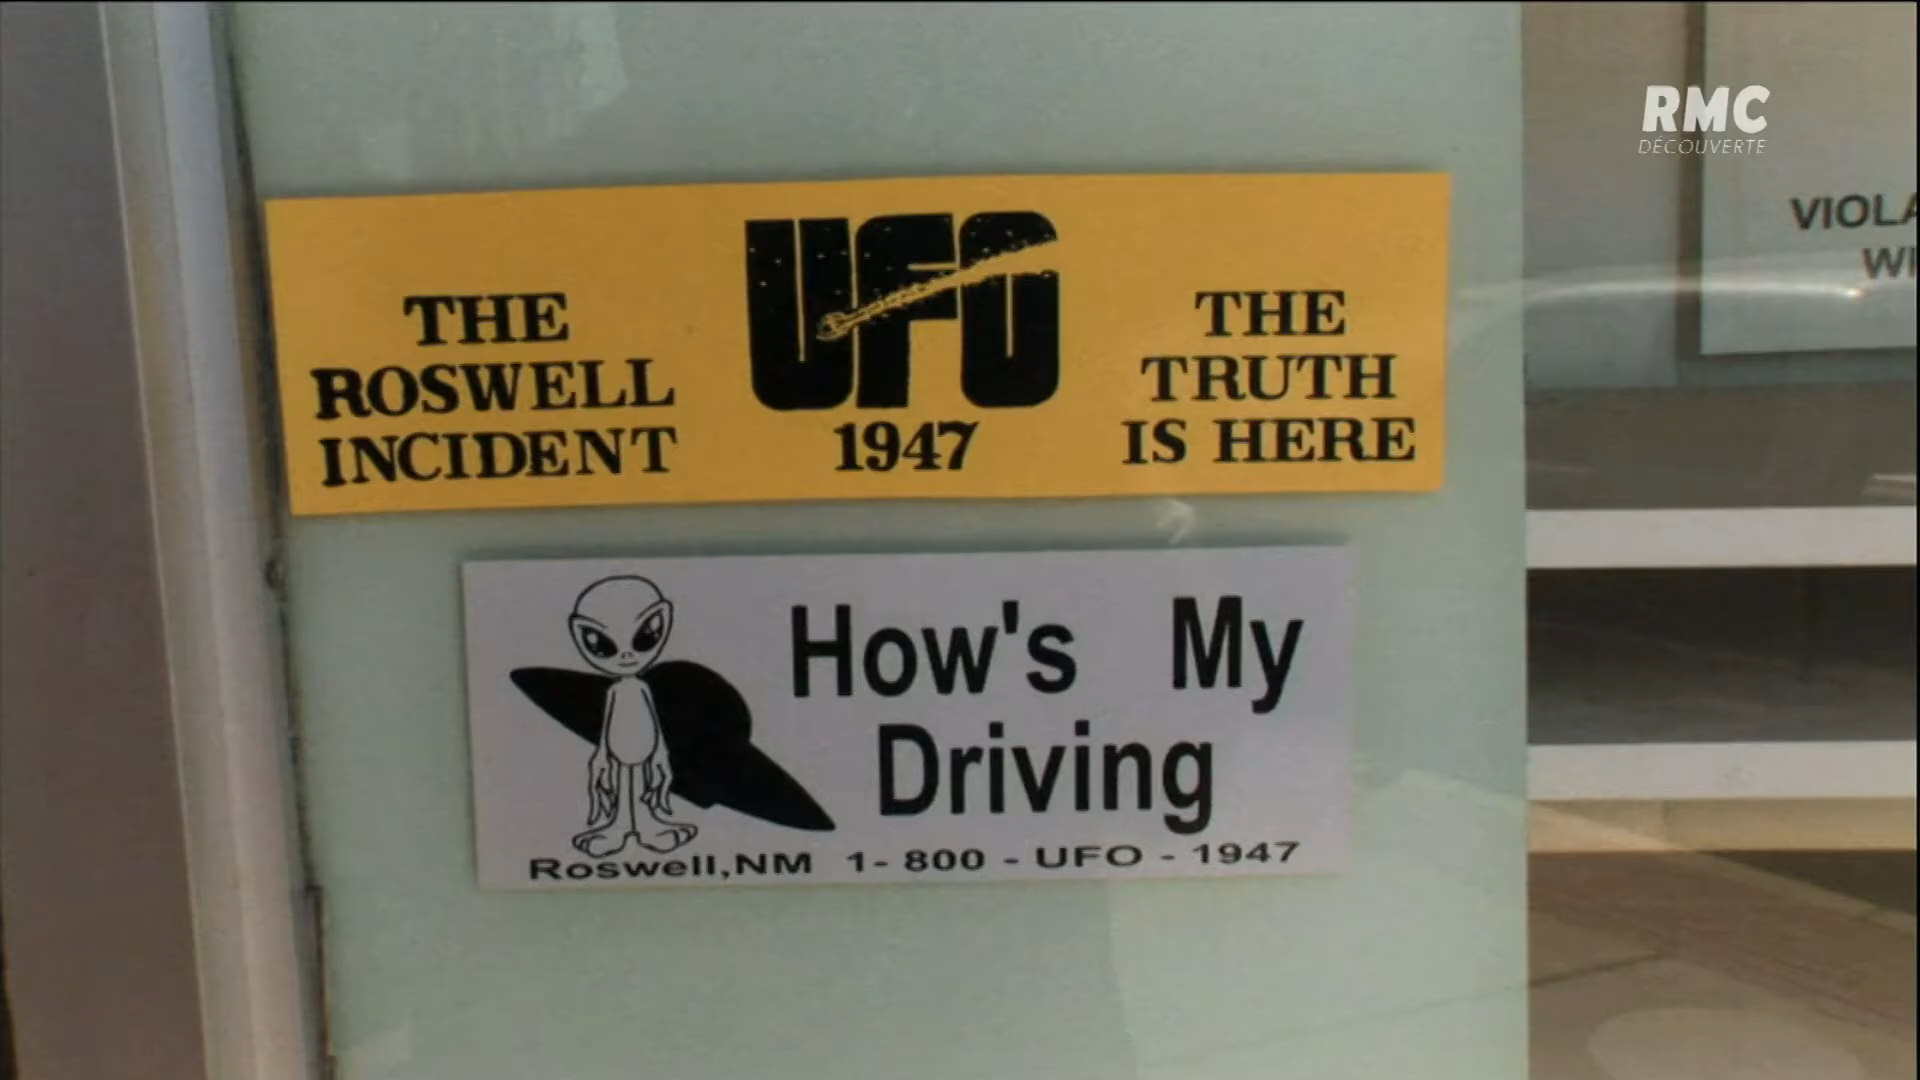 RMC
DÉCOUVERTE
THE
ROSWELL
INCIDENT
UFO
1947
THE
TRUTH
IS HERE
How's My
Driving
Roswell,NM 1-800-UFO-1947